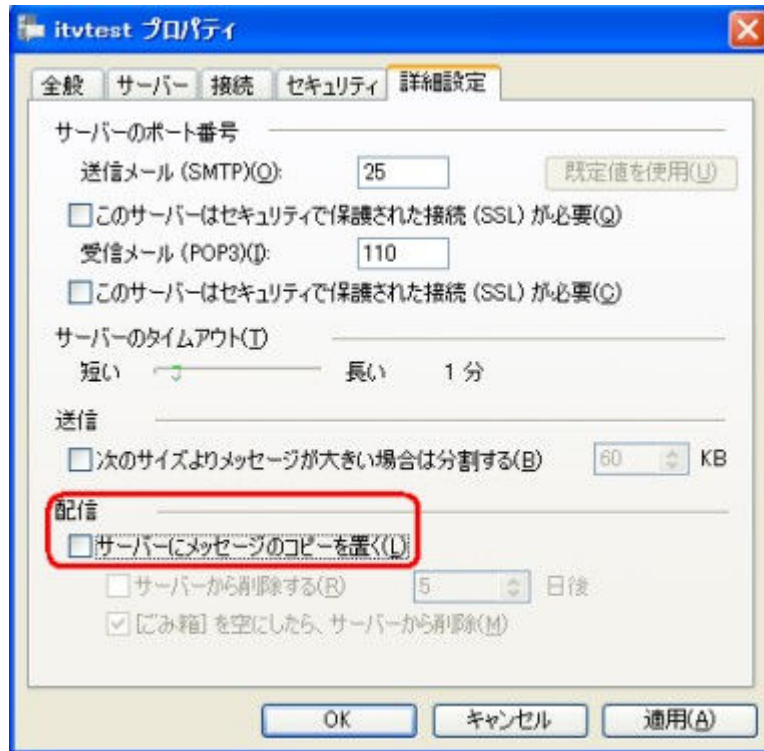 itvtest プロパティ
全般 サーバー 接続 セキュリティ 詳細設定
サーバーのポート番号
送信メール (SMTP)(O): 25 既定値を使用(U)
このサーバーはセキュリティで保護された接続 (SSL) が必要(Q)
受信メール (POP3)(I): 110
このサーバーはセキュリティで保護された接続 (SSL) が必要(C)
サーバーのタイムアウト(T)
短い 長い 1 分
送信
次のサイズよりメッセージが大きい場合は分割する(B) 60 KB
配信
サーバーにメッセージのコピーを置く(L)
サーバーから削除する(R) 5 日後
[ごみ箱] を空にしたら、サーバーから削除(M)
OK キャンセル 適用(A)